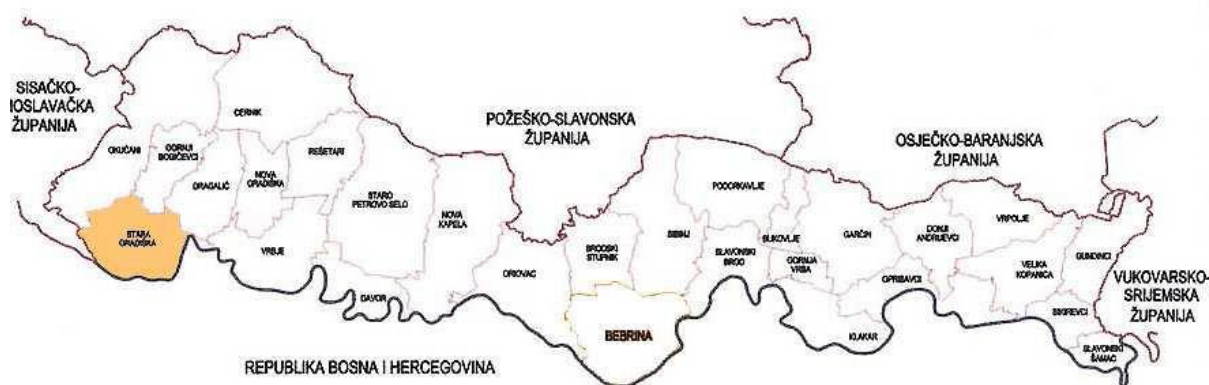 SISAČKO-
MOSLAVAČKA
ŽUPANIJA
POŽEŠKO-SLAVONSKA
ŽUPANIJA
OSJEČKO-BARANJSKA
ŽUPANIJA
VUKOVARSKO-
SRIJEMSKA
ŽUPANIJA
REPUBLIKA BOSNA I HERCEGOVINA
CERNIK
OKUČANI
GORNJI
BOGIĆEVCI
DRAGALIĆ
NOVA
GRADIŠKA
REŠETARI
STARA
GRADIŠKA
VRBJE
STARO
PETROVO SELO
DAVOR
NOVA
KAPELA
ORIOVAC
BRODSKI
STUPNIK
BEBRINA
SIBINJ
PODCRKAVLJE
SLAVONSKI
BROD
BUKOVLJE
GORNJA
VRBA
GARČIN
KLAKAR
OPRISAVCI
DONJI
ANDRIJEVCI
VRPOLJE
VELIKA
KOPANICA
GUNDINCI
SIKIREVCI
SLAVONSKI
ŠAMAC